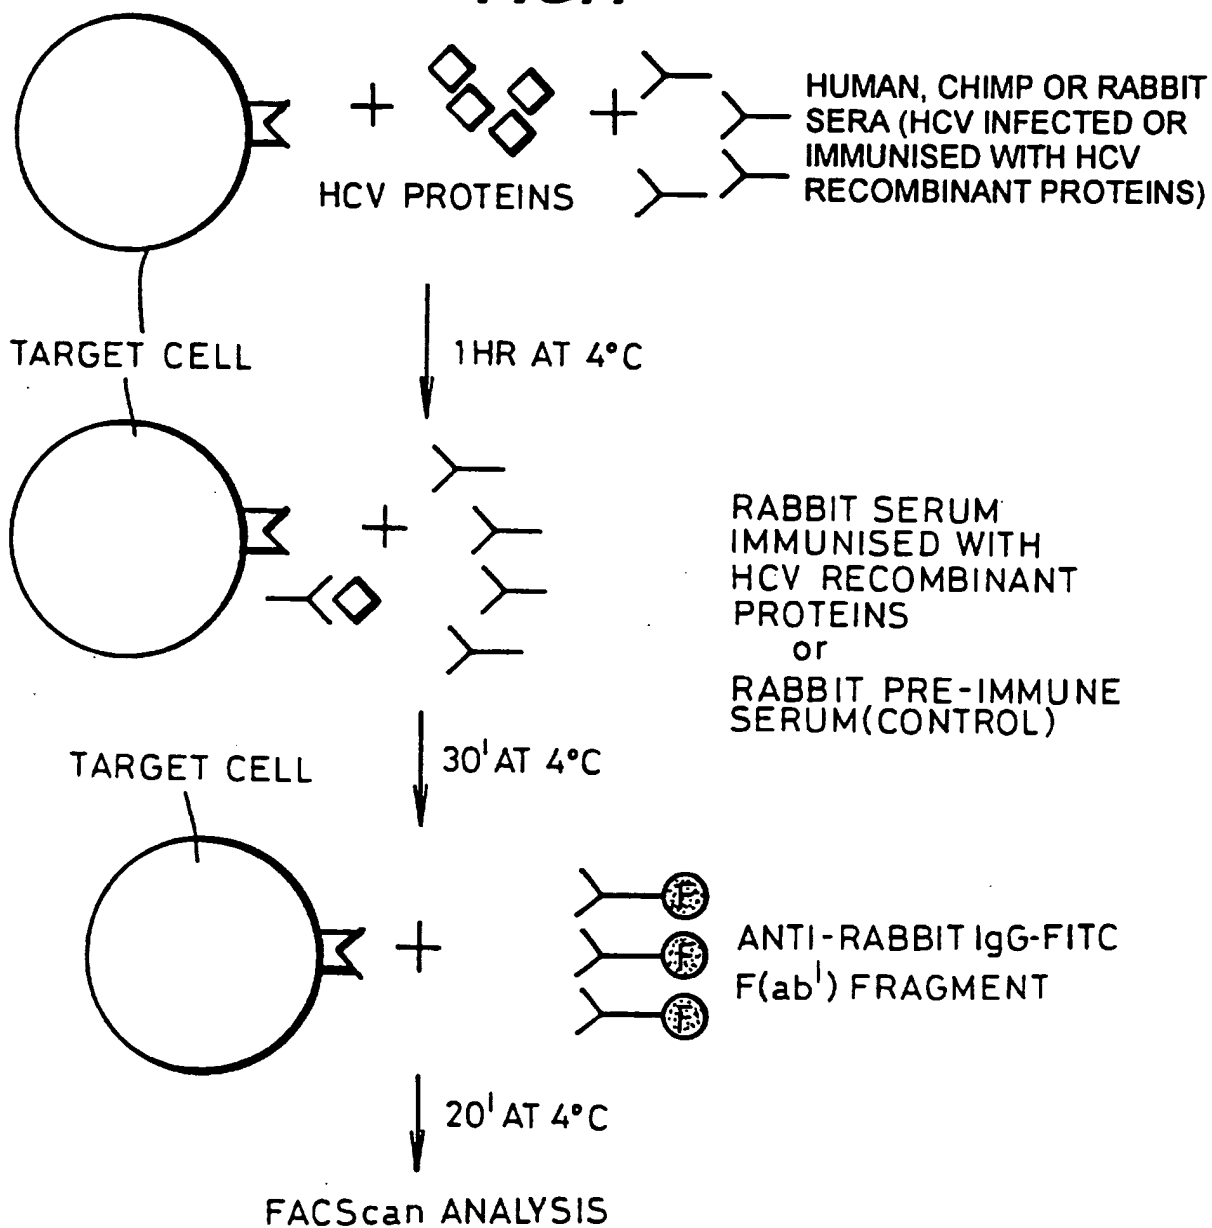 HCV PROTEINS
HUMAN, CHIMP OR RABBIT
SERA (HCV INFECTED OR
IMMUNISED WITH HCV
RECOMBINANT PROTEINS)
TARGET CELL
1HR AT 4°C
RABBIT SERUM
IMMUNISED WITH
HCV RECOMBINANT
PROTEINS
or
RABBIT PRE-IMMUNE
SERUM(CONTROL)
30' AT 4°C
TARGET CELL
F
F
F
ANTI-RABBIT IgG-FITC
F(ab') FRAGMENT
20' AT 4°C
FACScan ANALYSIS